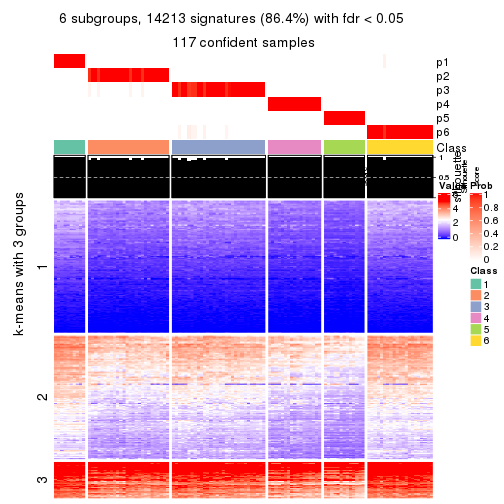 6 subgroups, 14213 signatures (86.4%) with fdr < 0.05
117 confident samples
p1
p2
p3
p4
p5
p6
Class
1
0.5
Silhouette
score
k-means with 3 groups
1
2
3
Prob
4
2
0
1
0.8
0.6
0.4
0.2
0
Class
1
2
3
4
5
6